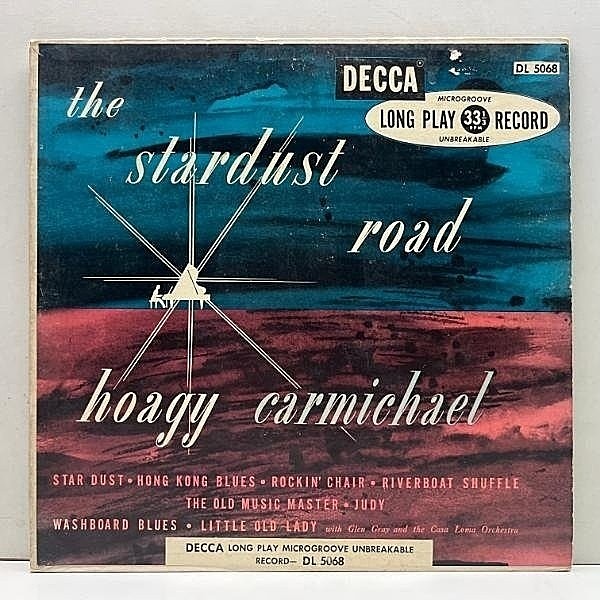 DECCA
DL 5068
MICROGROOVE
LONG PLAY 33⅓ RPM RECORD
UNBREAKABLE
the
stardust
road
hoagy carmichael
STAR DUST • HONG KONG BLUES • ROCKIN' CHAIR • RIVERBOAT SHUFFLE
THE OLD MUSIC MASTER • JUDY
WASHBOARD BLUES • LITTLE OLD LADY with Glen Gray and the Casa Loma Orchestra
DECCA LONG PLAY MICROGROOVE UNBREAKABLE
RECORD— DL 5068